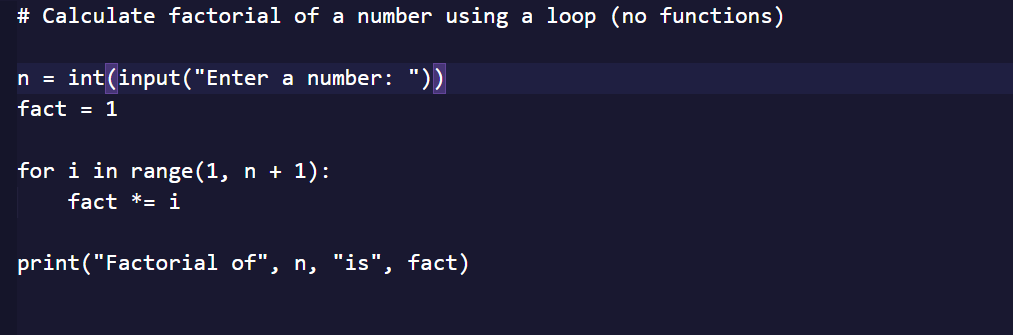 # Calculate factorial of a number using a loop (no functions)
n = int(input("Enter a number: "))
fact = 1
for i in range(1, n + 1):
    fact *= i
print("Factorial of", n, "is", fact)